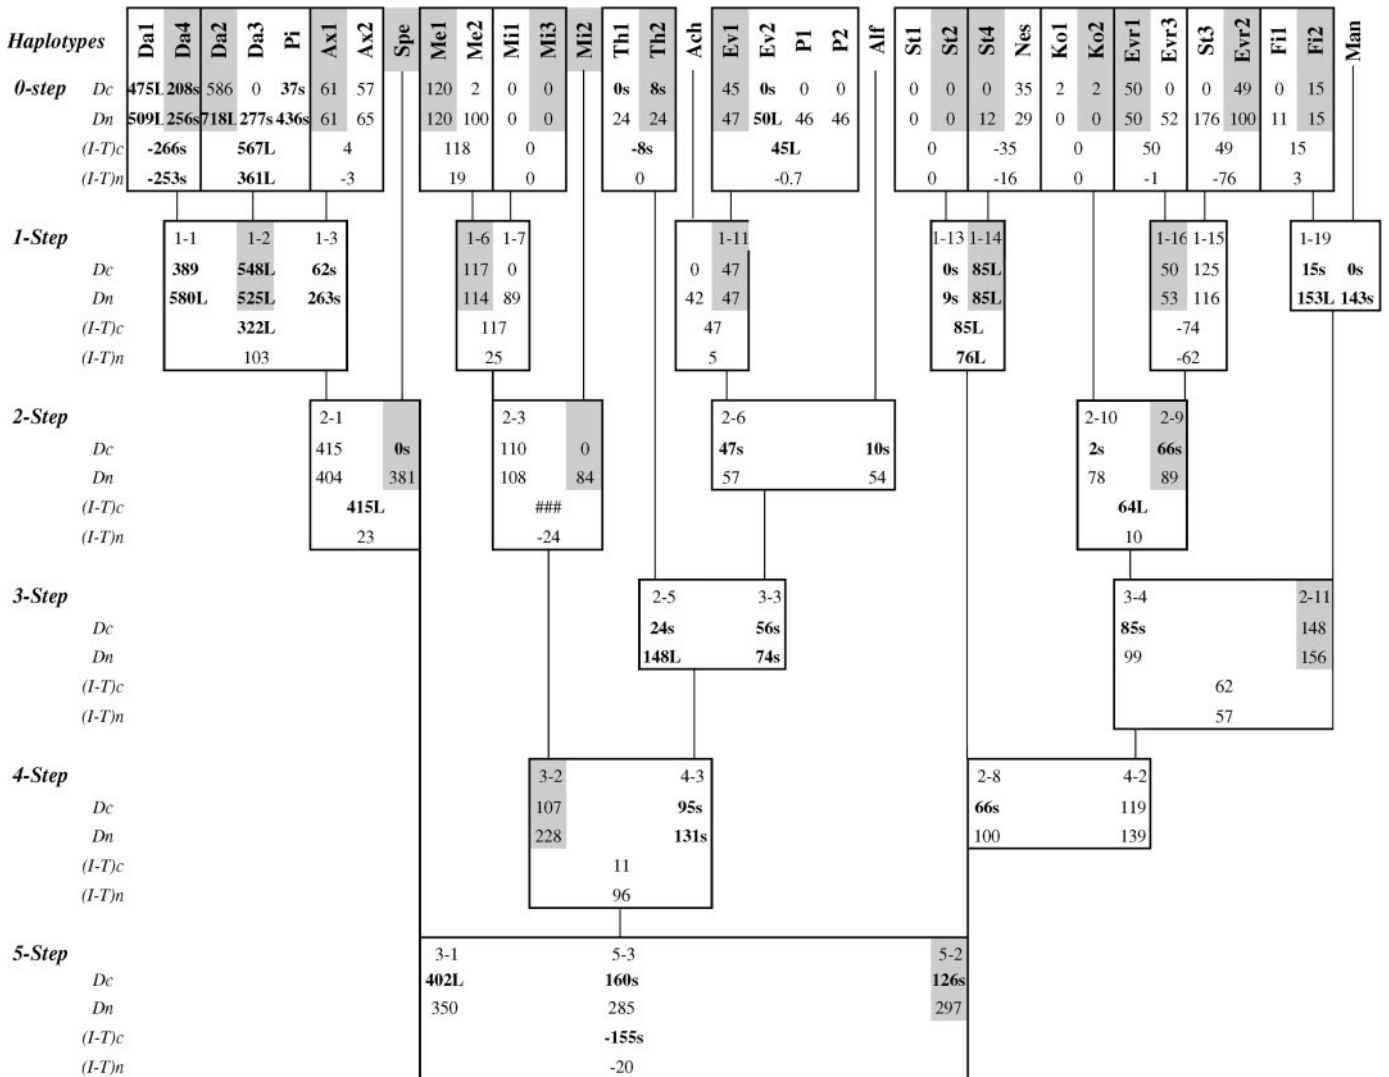 Haplotypes Da1 Da4 Da2 Da3 Pi Ax1 Ax2 Spe Me1 Me2 Mi1 Mi3 Mi2 Th1 Th2 Ach Ev1 Ev2 P1 P2 Alf St1 St2 St4 Nes Ko1 Ko2 Evr1 Evr3 St3 Evr2 Fi1 Fi2 Man
0-step Dc 475L 208s 586 0 37s 61 57 120 2 0 0 0s 8s 45 0s 0 0 0 0 0 35 2 2 50 0 0 49 0 15
Dn 509L 256s 718L 277s 436s 61 65 120 100 0 0 24 24 47 50L 46 46 0 0 12 29 0 0 50 52 176 100 11 15
(I-T)c -266s 567L 4 118 0 -8s 45L 0 -35 0 50 49 15
(I-T)n -253s 361L -3 19 0 0 -0.7 0 -16 0 -1 -76 3
1-Step 1-1 1-2 1-3 1-6 1-7 1-11 1-13 1-14 1-16 1-15 1-19
Dc 389 548L 62s 117 0 0 47 0s 85L 50 125 15s 0s
Dn 580L 525L 263s 114 89 42 47 9s 85L 53 116 153L 143s
(I-T)c 322L 117 47 85L -74
(I-T)n 103 25 5 76L -62
2-Step 2-1 2-3 2-6 2-10 2-9
Dc 415 0s 110 0 47s 10s 2s 66s
Dn 404 381 108 84 57 54 78 89
(I-T)c 415L ### 64L
(I-T)n 23 -24 10
3-Step 2-5 3-3 3-4 2-11
Dc 24s 56s 85s 148
Dn 148L 74s 99 156
(I-T)c 62
(I-T)n 57
4-Step 3-2 4-3 2-8 4-2
Dc 107 95s 66s 119
Dn 228 131s 100 139
(I-T)c 11
(I-T)n 96
5-Step 3-1 5-3 5-2
Dc 402L 160s 126s
Dn 350 285 297
(I-T)c -155s
(I-T)n -20